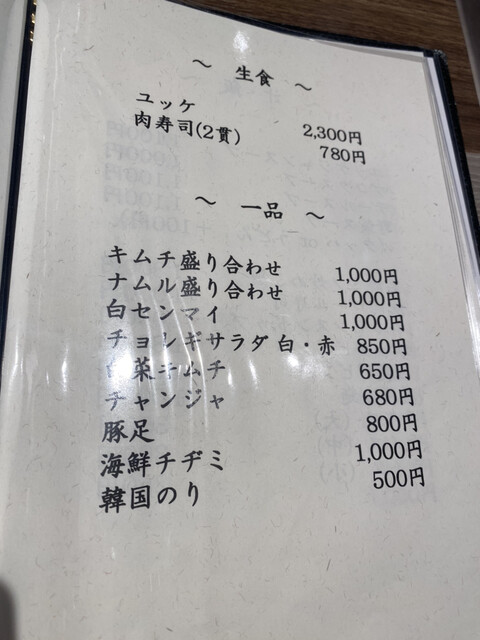 ～ 生食 ～
ユッケ 2,300円
肉寿司(2貫) 780円
～ 一品 ～
キムチ盛り合わせ 1,000円
ナムル盛り合わせ 1,000円
白センマイ 1,000円
チョレギサラダ 白・赤 850円
白菜キムチ 650円
チャンジャ 680円
豚足 800円
海鮮チヂミ 1,000円
韓国のり 500円